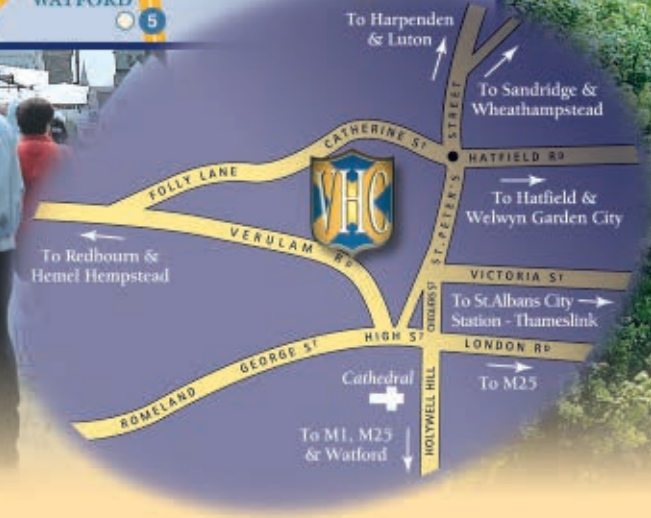 WATFORD
5
To Harpenden
& Luton
To Sandridge &
Wheathampstead
STREET
CATHERINE ST
HATFIELD RD
FOLLY LANE
VHC
To Hatfield &
Welwyn Garden City
ST. PETER'S
VERULAM RD
To Redbourn &
Hemel Hempstead
VICTORIA ST
CHEQUERS ST
To St.Albans City
Station - Thameslink
HIGH ST
LONDON RD
GEORGE ST
ROMELAND
Cathedral
To M25
HOLYWELL HILL
To M1, M25
& Watford